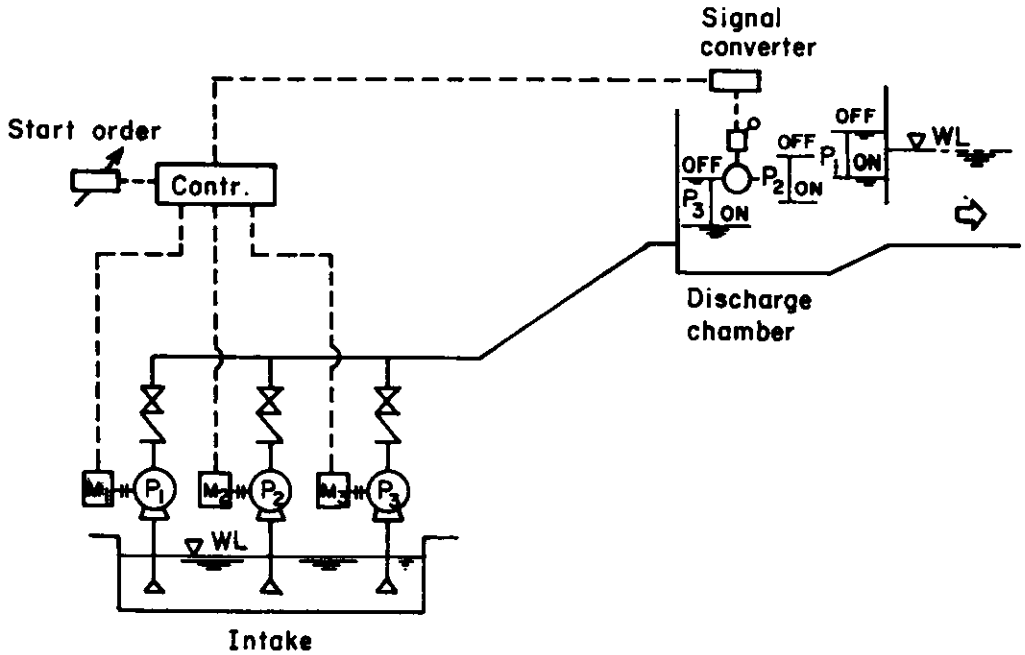 Signal
converter
Start order
Contr.
OFF
OFF
OFF
WL
P1
ON
P2
ON
P3
ON
Discharge
chamber
M1
P1
M2
P2
M3
P3
WL
Intake